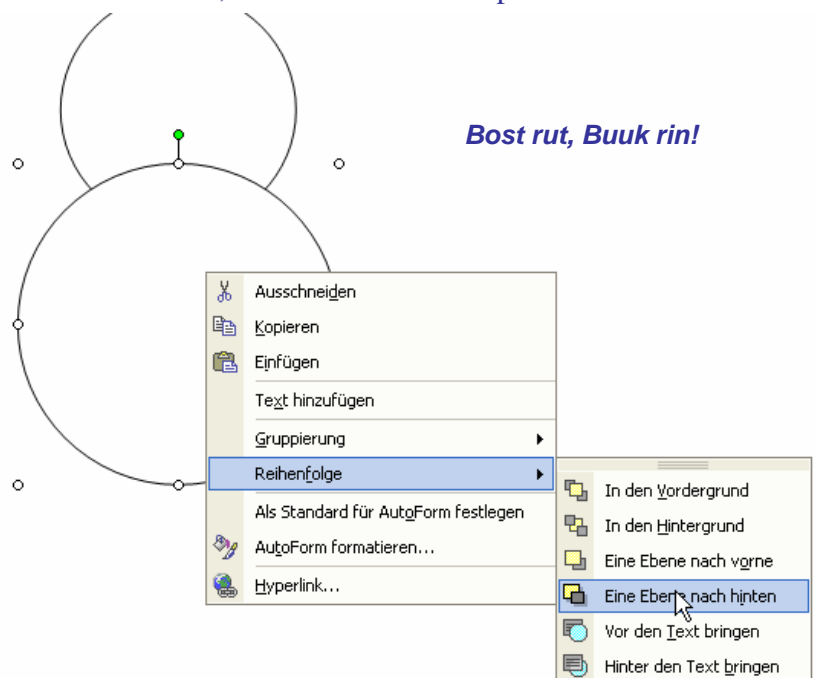 Bost rut, Buuk rin!
Ausschneiden
Kopieren
Einfügen
Text hinzufügen
Gruppierung
Reihenfolge
Als Standard für AutoForm festlegen
AutoForm formatieren...
Hyperlink...
In den Vordergrund
In den Hintergrund
Eine Ebene nach vorne
Eine Ebene nach hinten
Vor den Text bringen
Hinter den Text bringen